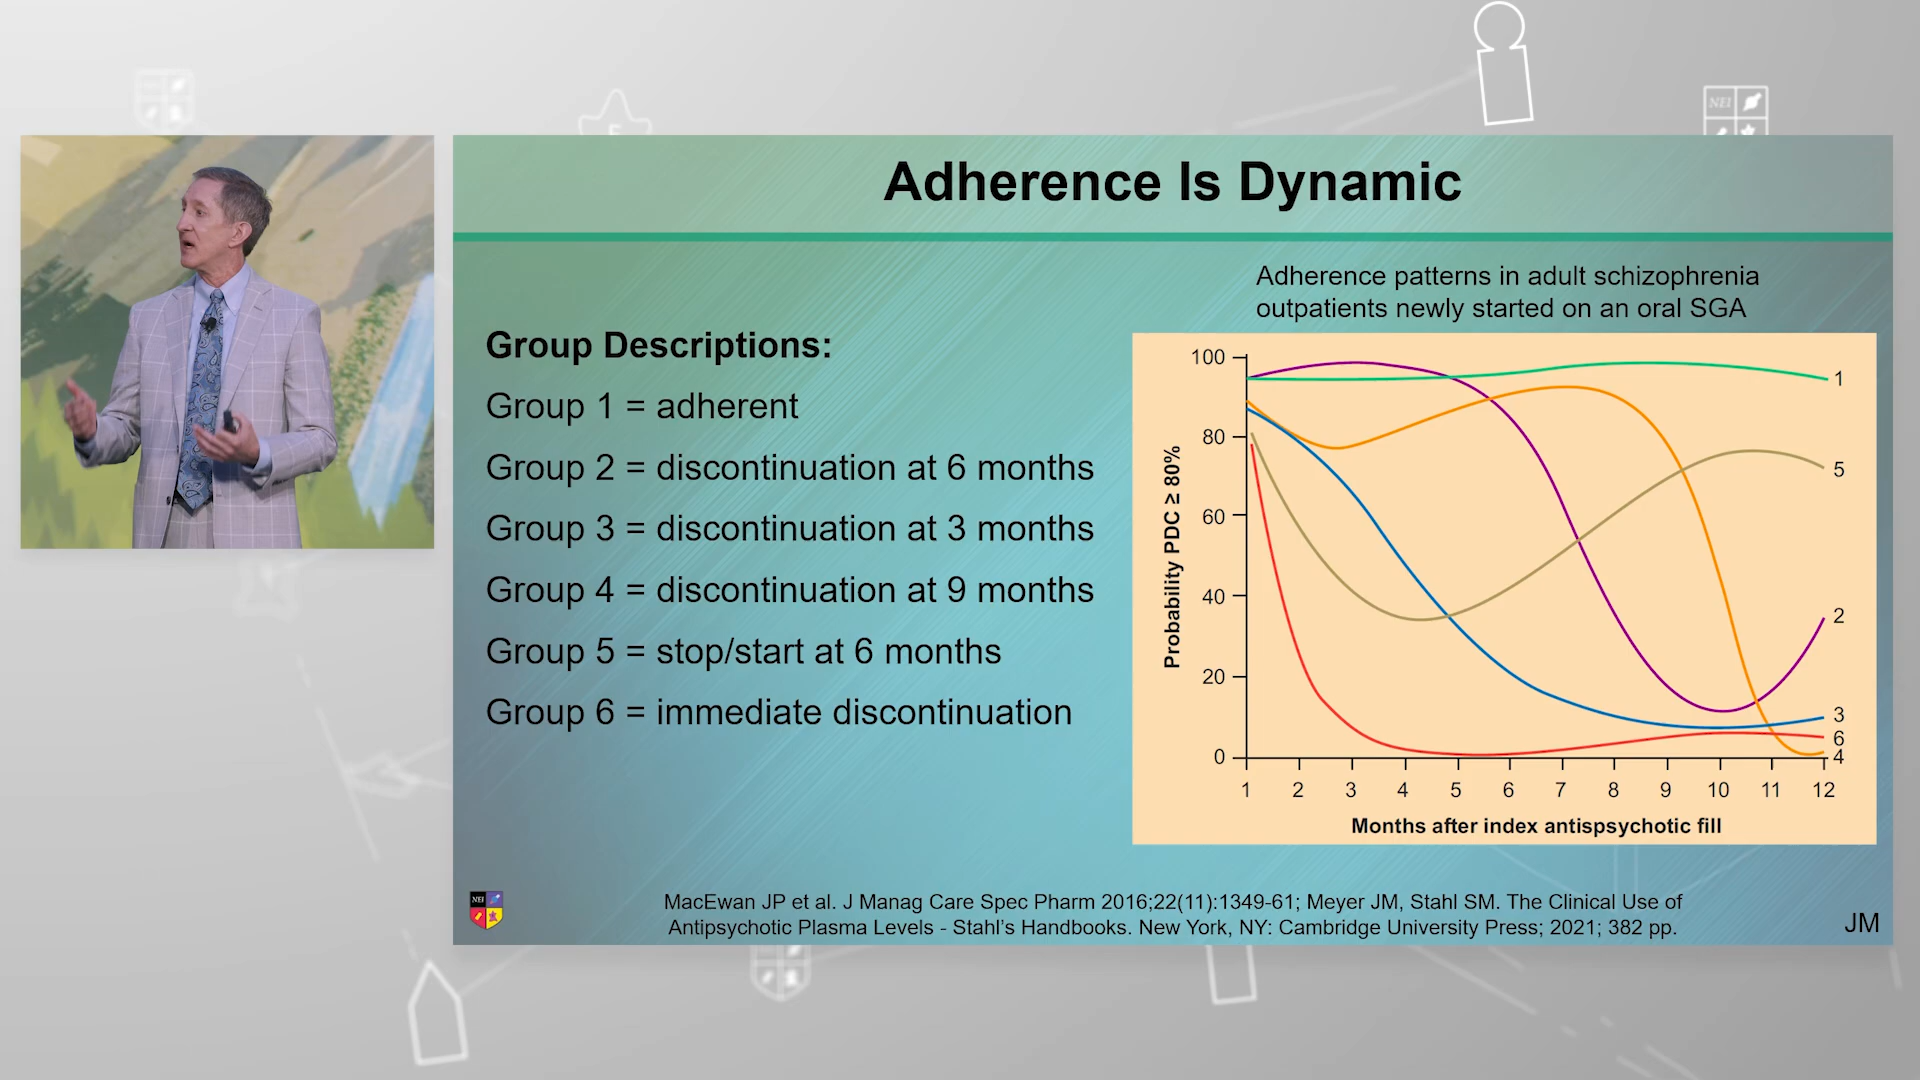 NEI
Adherence Is Dynamic
Group Descriptions:
Group 1 = adherent
Group 2 = discontinuation at 6 months
Group 3 = discontinuation at 3 months
Group 4 = discontinuation at 9 months
Group 5 = stop/start at 6 months
Group 6 = immediate discontinuation
Adherence patterns in adult schizophrenia
outpatients newly started on an oral SGA
Probability PDC ≥ 80%
100
80
60
40
20
0
1 2 3 4 5 6 7 8 9 10 11 12
Months after index antispsychotic fill
1
5
2
3
6
4
NEI
MacEwan JP et al. J Manag Care Spec Pharm 2016;22(11):1349-61; Meyer JM, Stahl SM. The Clinical Use of
Antipsychotic Plasma Levels - Stahl's Handbooks. New York, NY: Cambridge University Press; 2021; 382 pp.
JM